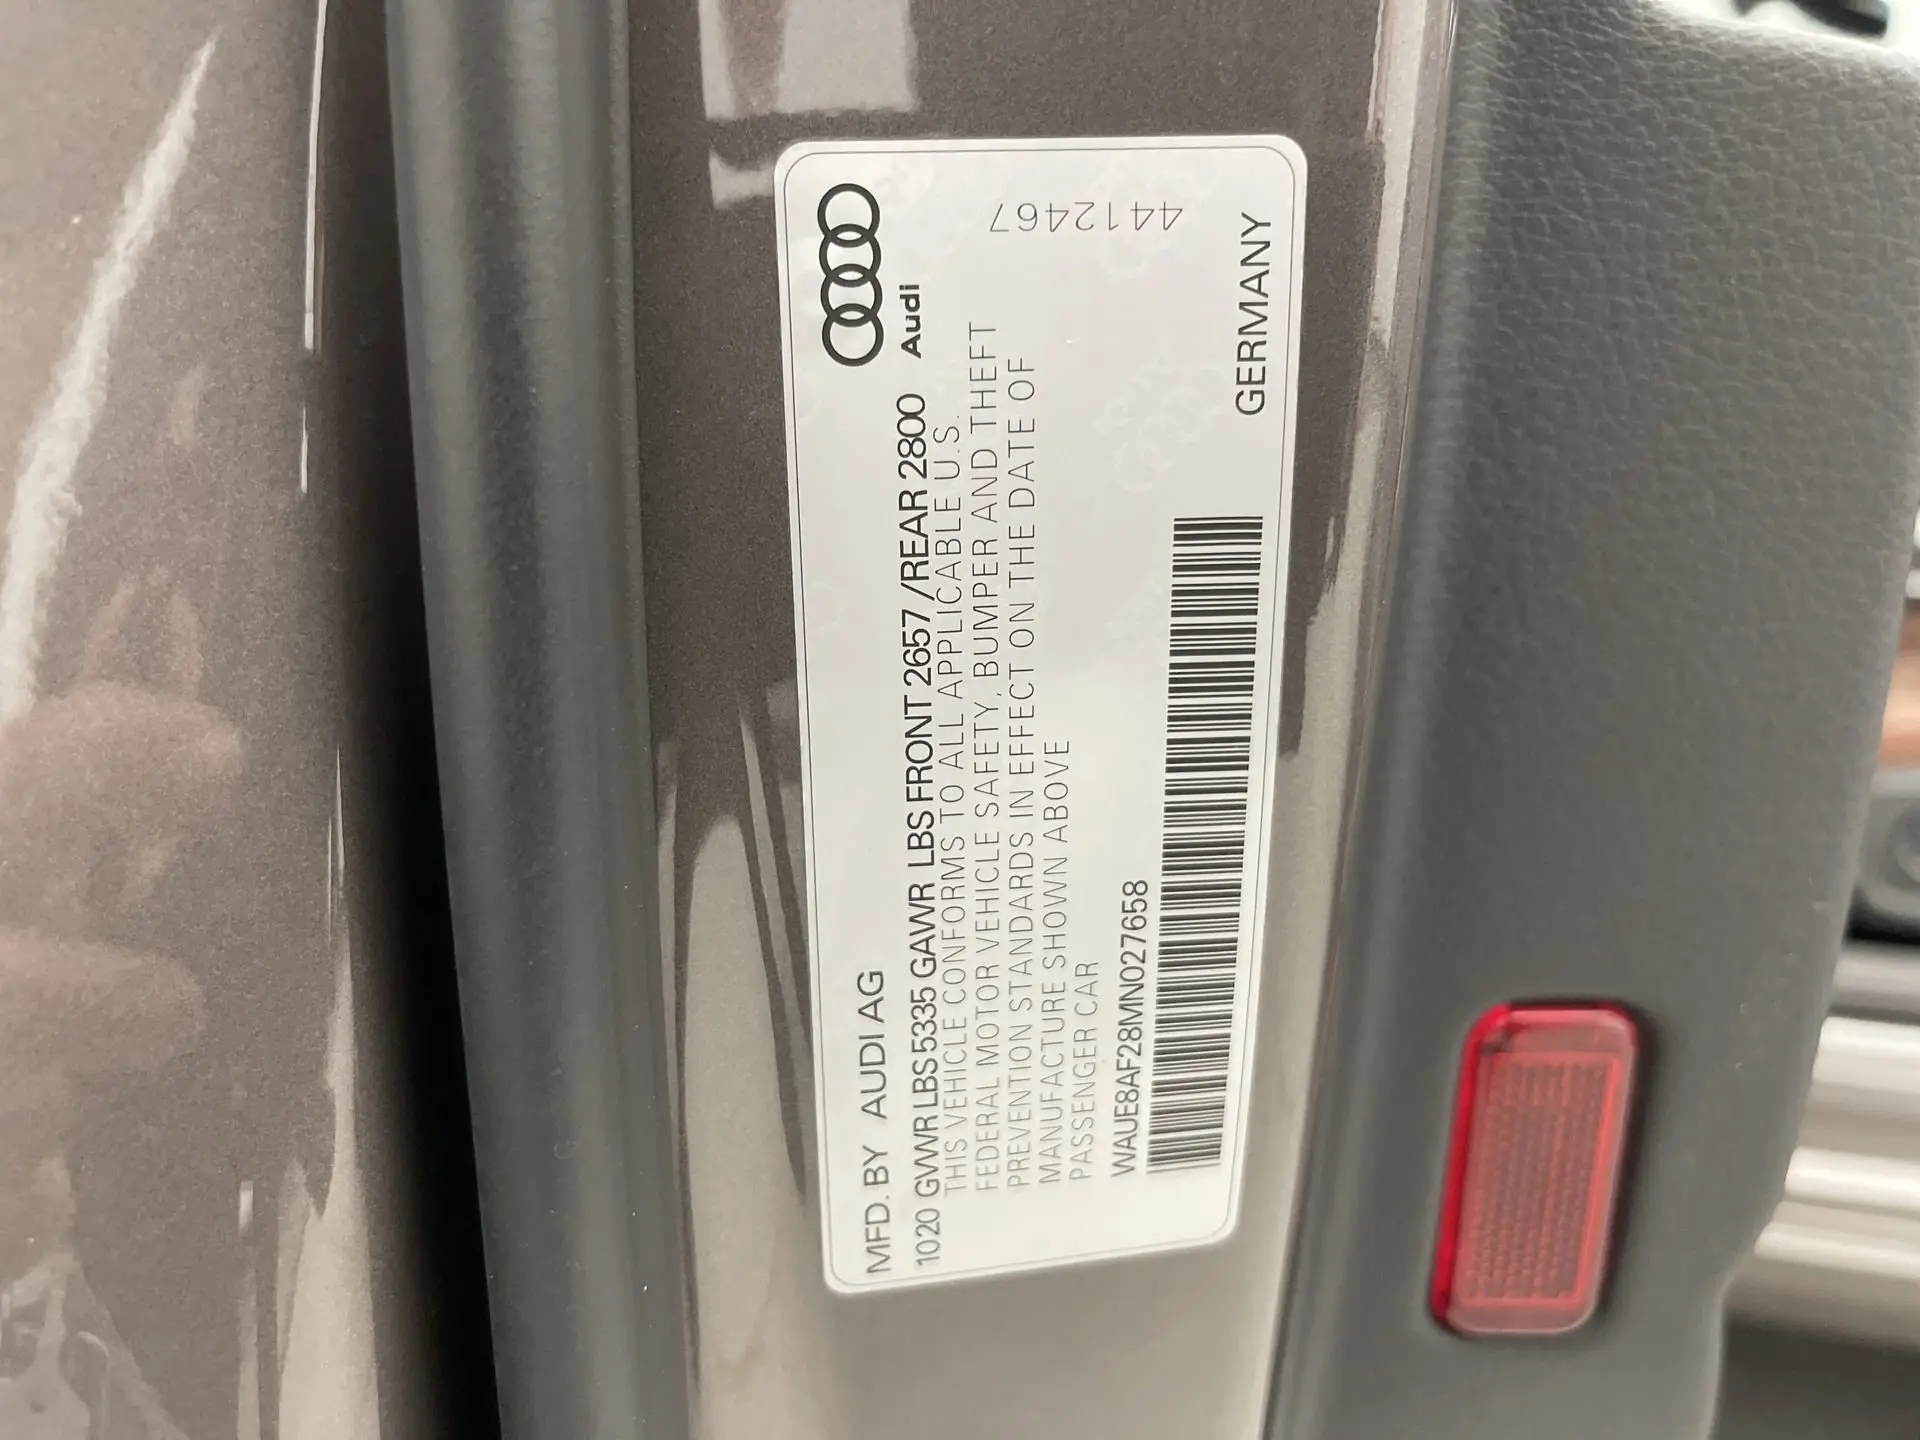 Audi
MFD. BY AUDI AG
1020 GVWR LBS 5335 GAWR LBS FRONT 2657 /REAR 2800
THIS VEHICLE CONFORMS TO ALL APPLICABLE U.S.
FEDERAL MOTOR VEHICLE SAFETY, BUMPER AND THEFT
PREVENTION STANDARDS IN EFFECT ON THE DATE OF
MANUFACTURE SHOWN ABOVE
PASSENGER CAR
4412467
WAUE8AF28MN027658
GERMANY